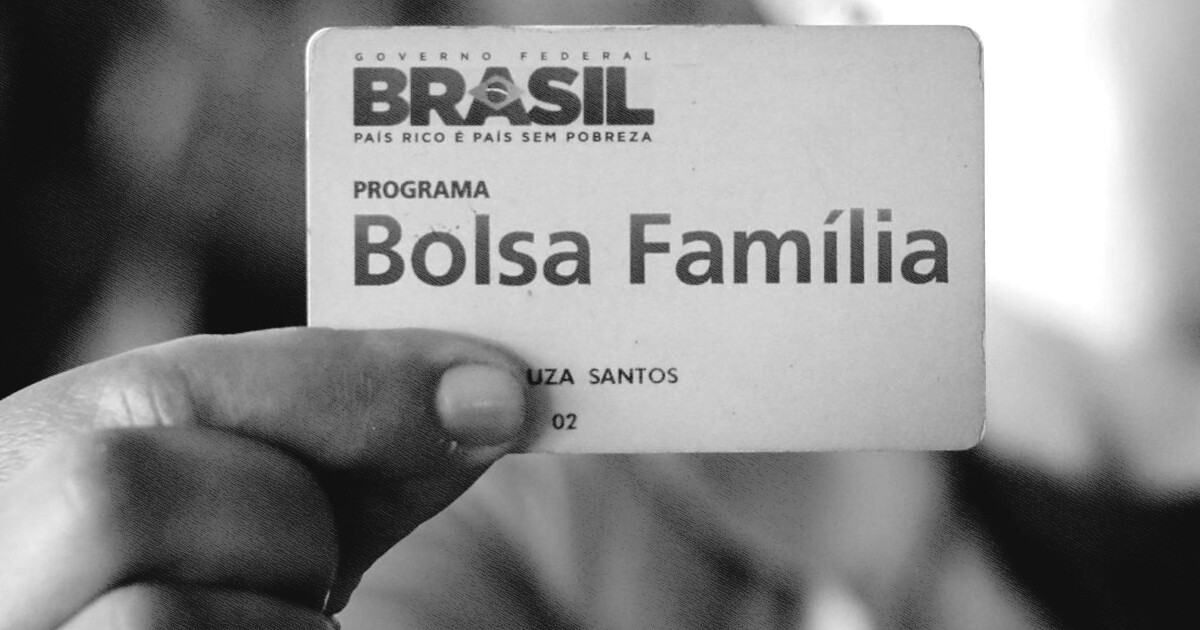 GOVERNO FEDERAL
BRASIL
PAÍS RICO É PAÍS SEM POBREZA
PROGRAMA
Bolsa Família
UZA SANTOS
02